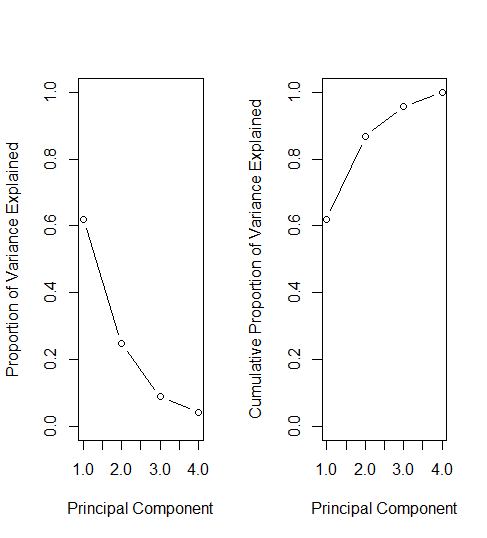 Proportion of Variance Explained
0.0 0.2 0.4 0.6 0.8 1.0
1.0 2.0 3.0 4.0
Principal Component
Cumulative Proportion of Variance Explained
0.0 0.2 0.4 0.6 0.8 1.0
1.0 2.0 3.0 4.0
Principal Component